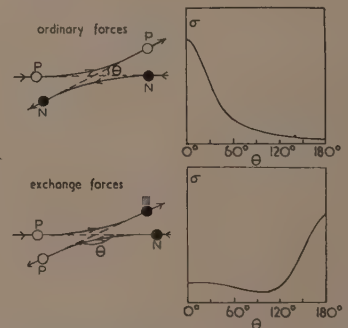 ordinary forces
P
P
θ
N
N
σ
0° 60° 120° 180°
θ
exchange forces
P
N
θ
σ
0° 60° 120° 180°
θ